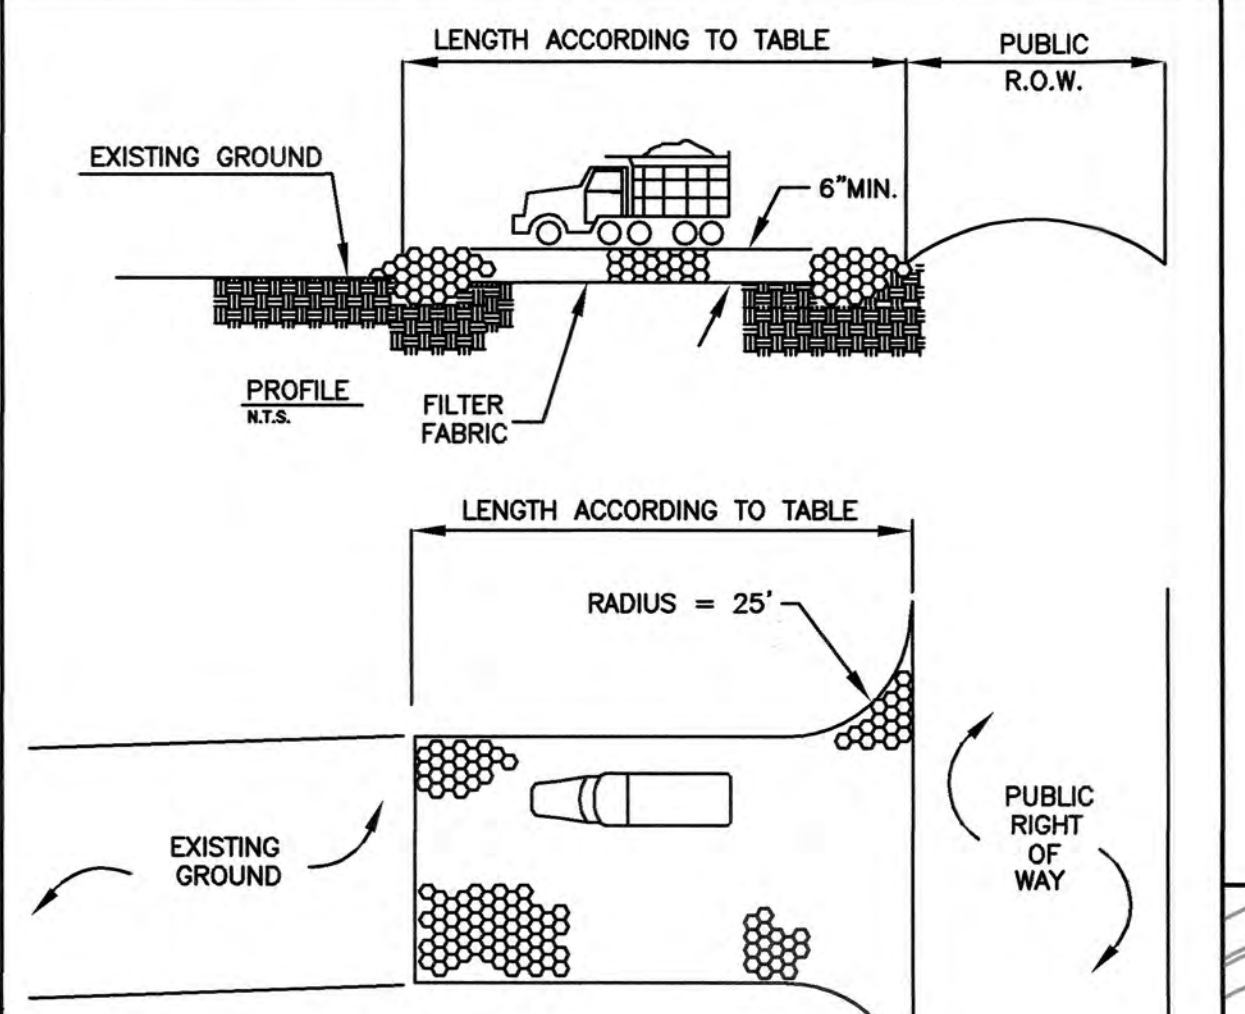 LENGTH ACCORDING TO TABLE
PUBLIC
R.O.W.
EXISTING GROUND
6"MIN.
PROFILE
N.T.S.
FILTER
FABRIC
LENGTH ACCORDING TO TABLE
RADIUS = 25'
EXISTING
GROUND
PUBLIC
RIGHT
OF
WAY